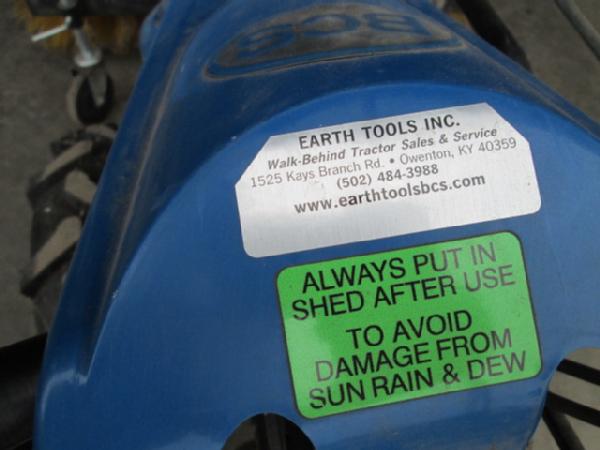 BCS
EARTH TOOLS INC.
Walk-Behind Tractor Sales & Service
1525 Kays Branch Rd. • Owenton, KY 40359
(502) 484-3988
www.earthtoolsbcs.com
ALWAYS PUT IN
SHED AFTER USE
TO AVOID
DAMAGE FROM
SUN RAIN & DEW